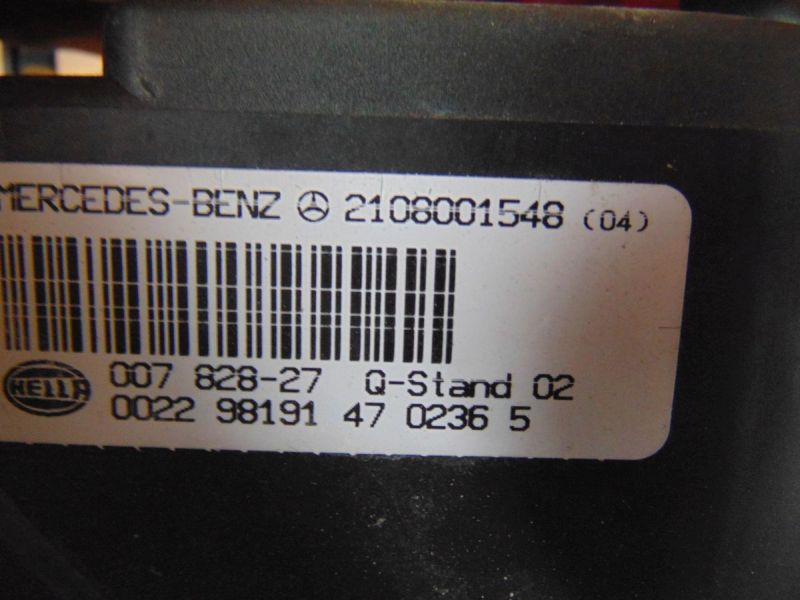 MERCEDES-BENZ 2108001548 (04)
HELLA 007 828-27 Q-Stand 02
0022 98191 47 0236 5